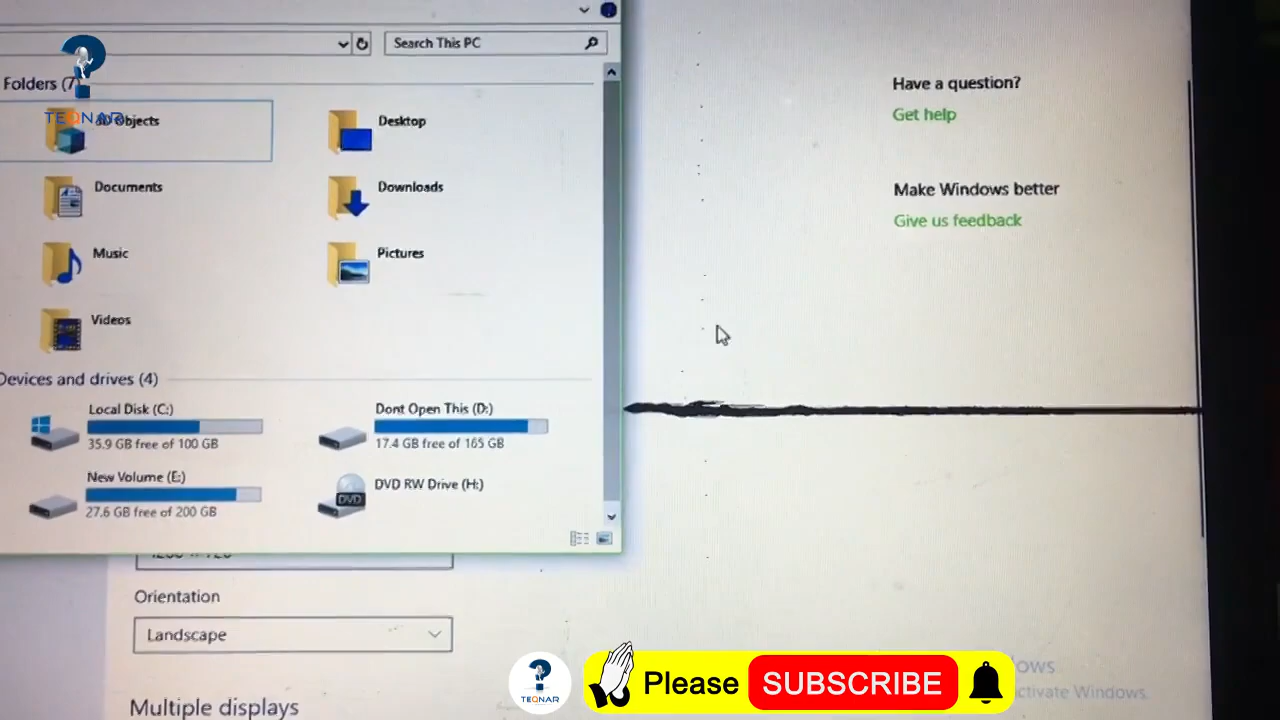 Search This PC
Folders (7)
TEQNAR
3D Objects
Desktop
Documents
Downloads
Music
Pictures
Videos
Devices and drives (4)
Local Disk (C:)
35.9 GB free of 100 GB
Dont Open This (D:)
17.4 GB free of 165 GB
New Volume (E:)
27.6 GB free of 200 GB
DVD RW Drive (H:)
DVD
Orientation
Landscape
Multiple displays
Have a question?
Get help
Make Windows better
Give us feedback
ctivate Windows.
TEQNAR
Please SUBSCRIBE